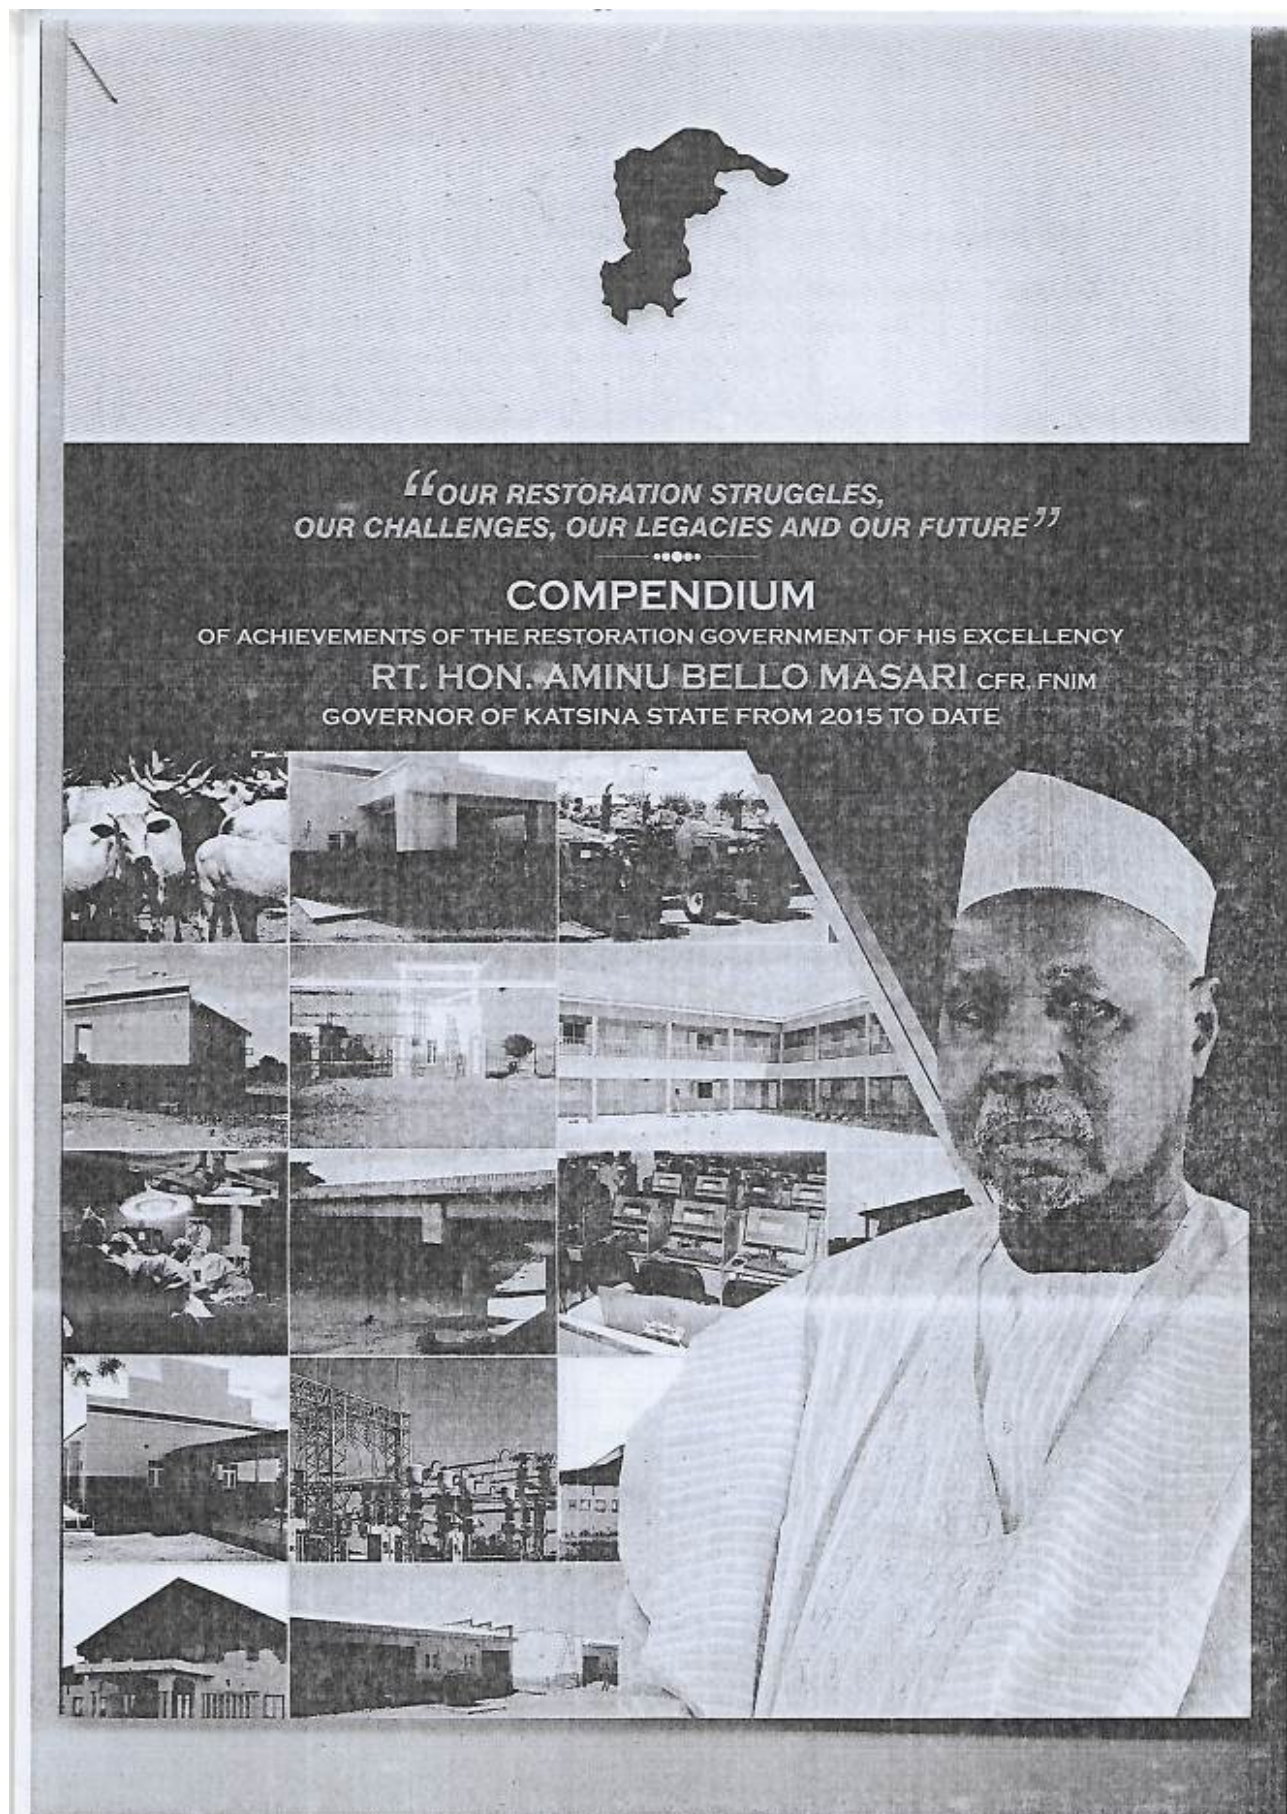 “OUR RESTORATION STRUGGLES,
OUR CHALLENGES, OUR LEGACIES AND OUR FUTURE”
COMPENDIUM
OF ACHIEVEMENTS OF THE RESTORATION GOVERNMENT OF HIS EXCELLENCY
RT. HON. AMINU BELLO MASARI CFR, FNIM
GOVERNOR OF KATSINA STATE FROM 2015 TO DATE